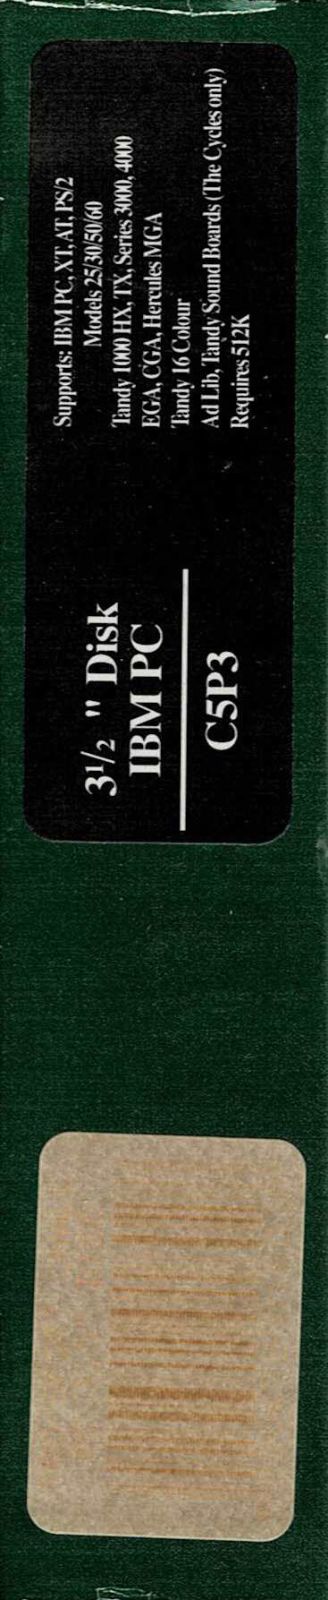 3½ " Disk
IBM PC
C5P3
Supports: IBM PC, XT, AT, PS/2
Models 25/30/50/60
Tandy 1000 HX, TX, Series 3000, 4000
EGA, CGA, Hercules MGA
Tandy 16 Colour
Ad Lib, Tandy Sound Boards (The Cycles only)
Requires 512K